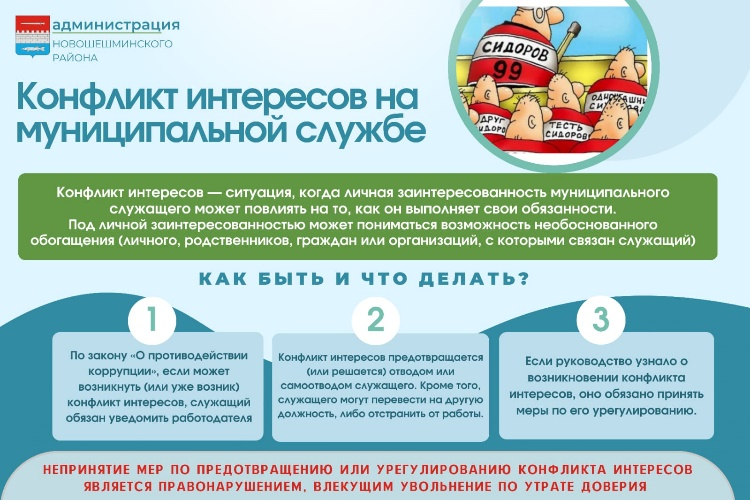 администрация
НОВОШЕШМИНСКОГО
РАЙОНА
Конфликт интересов на
муниципальной службе
СИДОРОВ
99
ДРУГ
СИДОРО
ТЕСТЬ
СИДОРОВ
Конфликт интересов — ситуация, когда личная заинтересованность муниципального
служащего может повлиять на то, как он выполняет свои обязанности.
Под личной заинтересованностью может пониматься возможность необоснованного
обогащения (личного, родственников, граждан или организаций, с которыми связан служащий)
КАК БЫТЬ И ЧТО ДЕЛАТЬ?
1
По закону «О противодействии
коррупции», если может
возникнуть (или уже возник)
конфликт интересов, служащий
обязан уведомить работодателя
2
Конфликт интересов предотвращается
(или решается) отводом или
самоотводом служащего. Кроме того,
служащего могут перевести на другую
должность, либо отстранить от работы.
3
Если руководство узнало о
возникновении конфликта
интересов, оно обязано принять
меры по его урегулированию.
НЕПРИНЯТИЕ МЕР ПО ПРЕДОТВРАЩЕНИЮ ИЛИ УРЕГУЛИРОВАНИЮ КОНФЛИКТА ИНТЕРЕСОВ
ЯВЛЯЕТСЯ ПРАВОНАРУШЕНИЕМ, ВЛЕКУЩИМ УВОЛЬНЕНИЕ ПО УТРАТЕ ДОВЕРИЯ